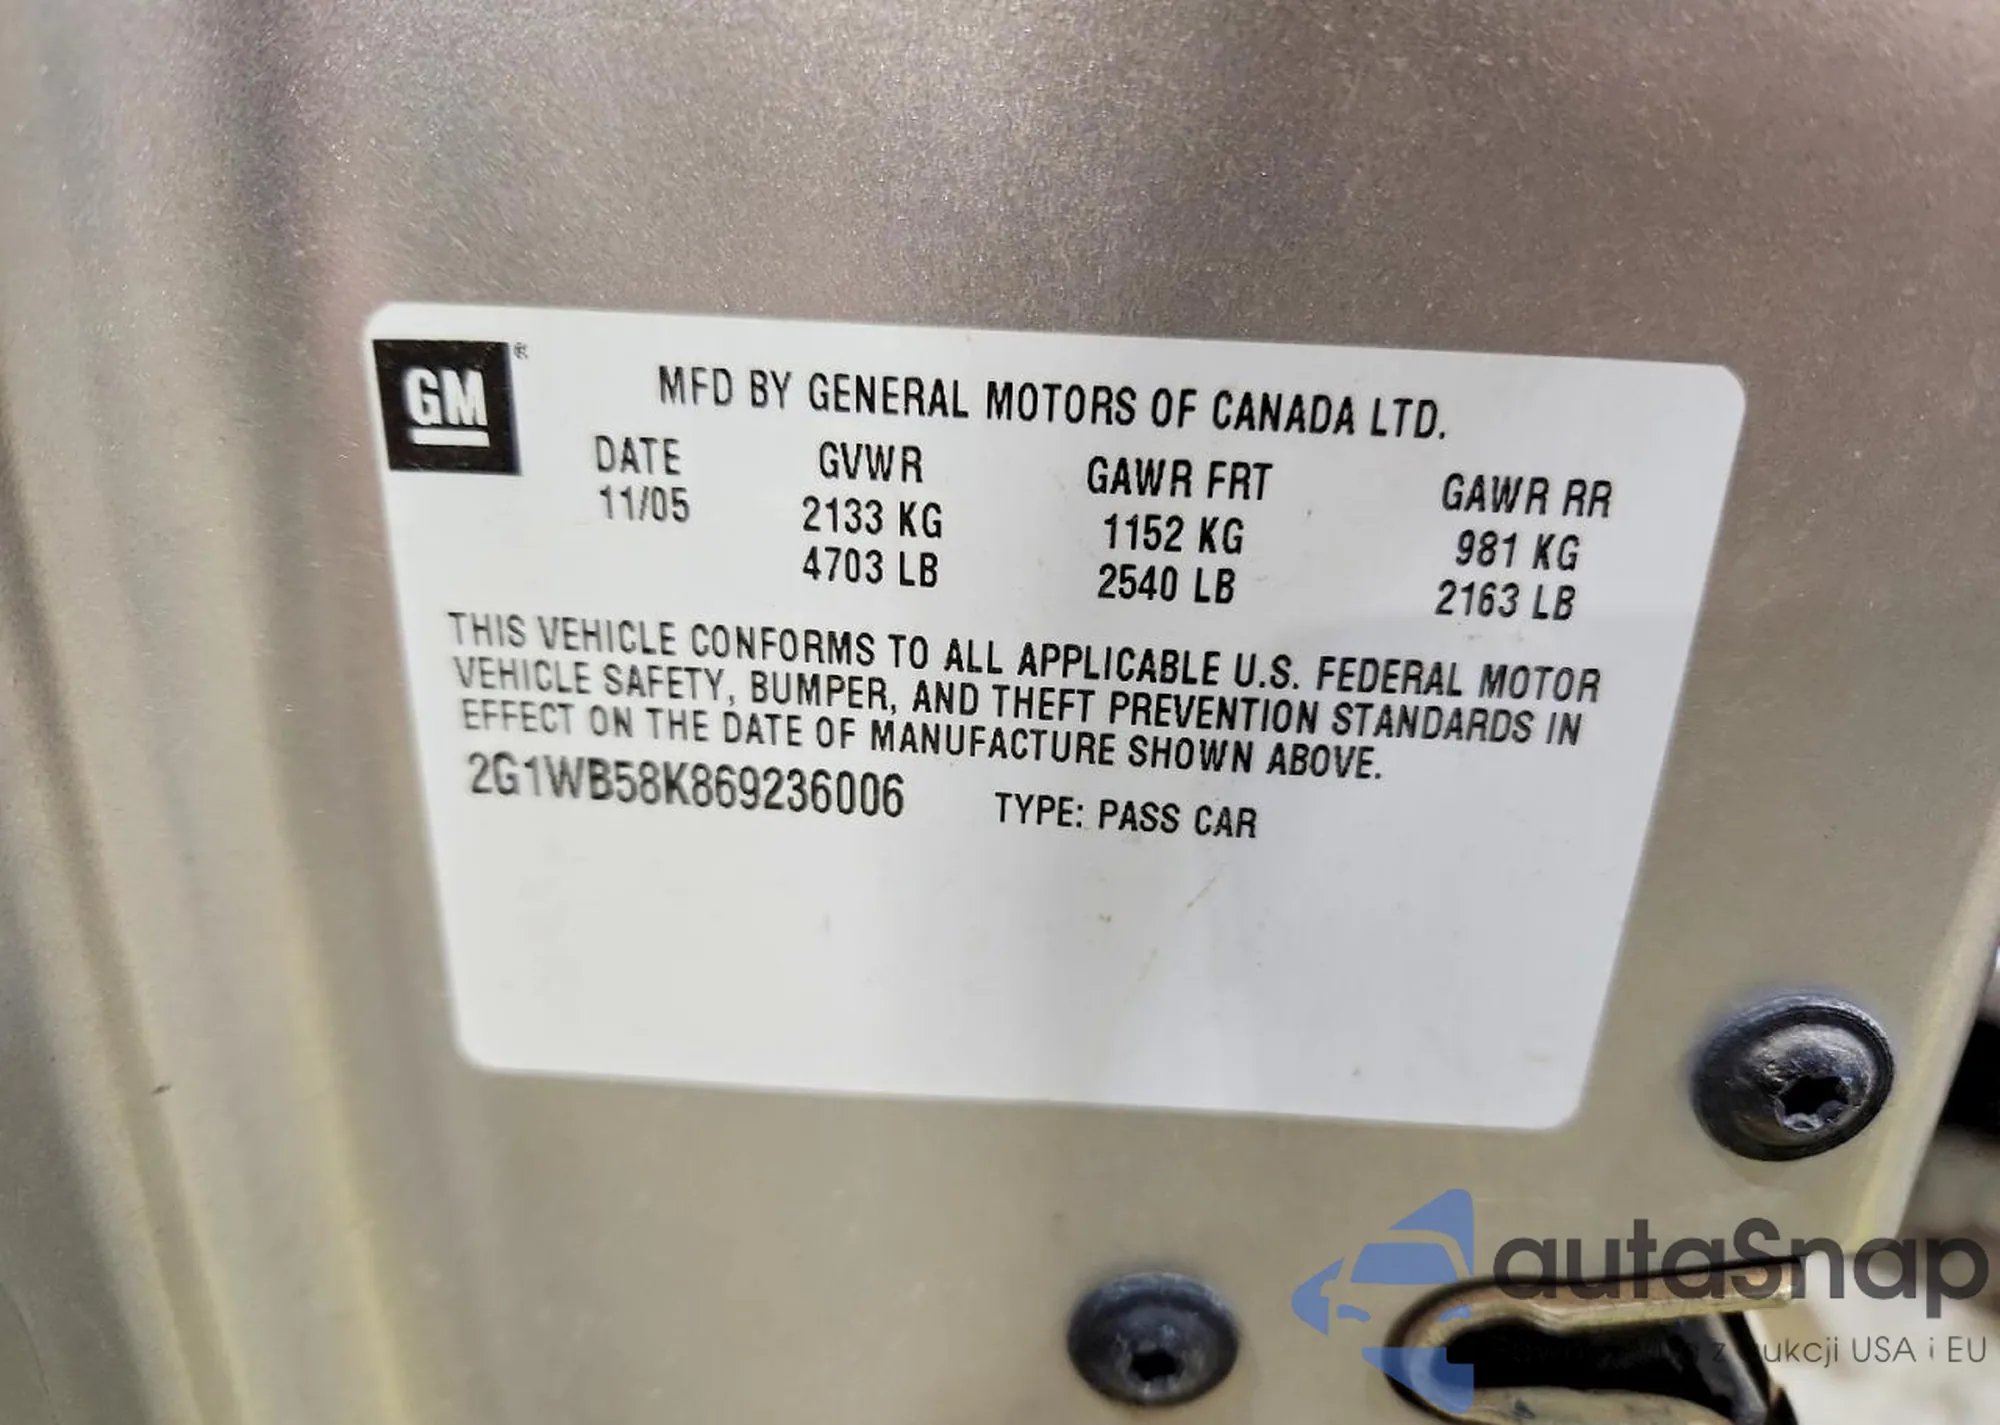 GM®
MFD BY GENERAL MOTORS OF CANADA LTD.
DATE GVWR GAWR FRT GAWR RR
11/05 2133 KG 1152 KG 981 KG
4703 LB 2540 LB 2163 LB
THIS VEHICLE CONFORMS TO ALL APPLICABLE U.S. FEDERAL MOTOR
VEHICLE SAFETY, BUMPER, AND THEFT PREVENTION STANDARDS IN
EFFECT ON THE DATE OF MANUFACTURE SHOWN ABOVE.
2G1WB58K869236006 TYPE: PASS CAR
autaSnap
z ukcji USA i EU